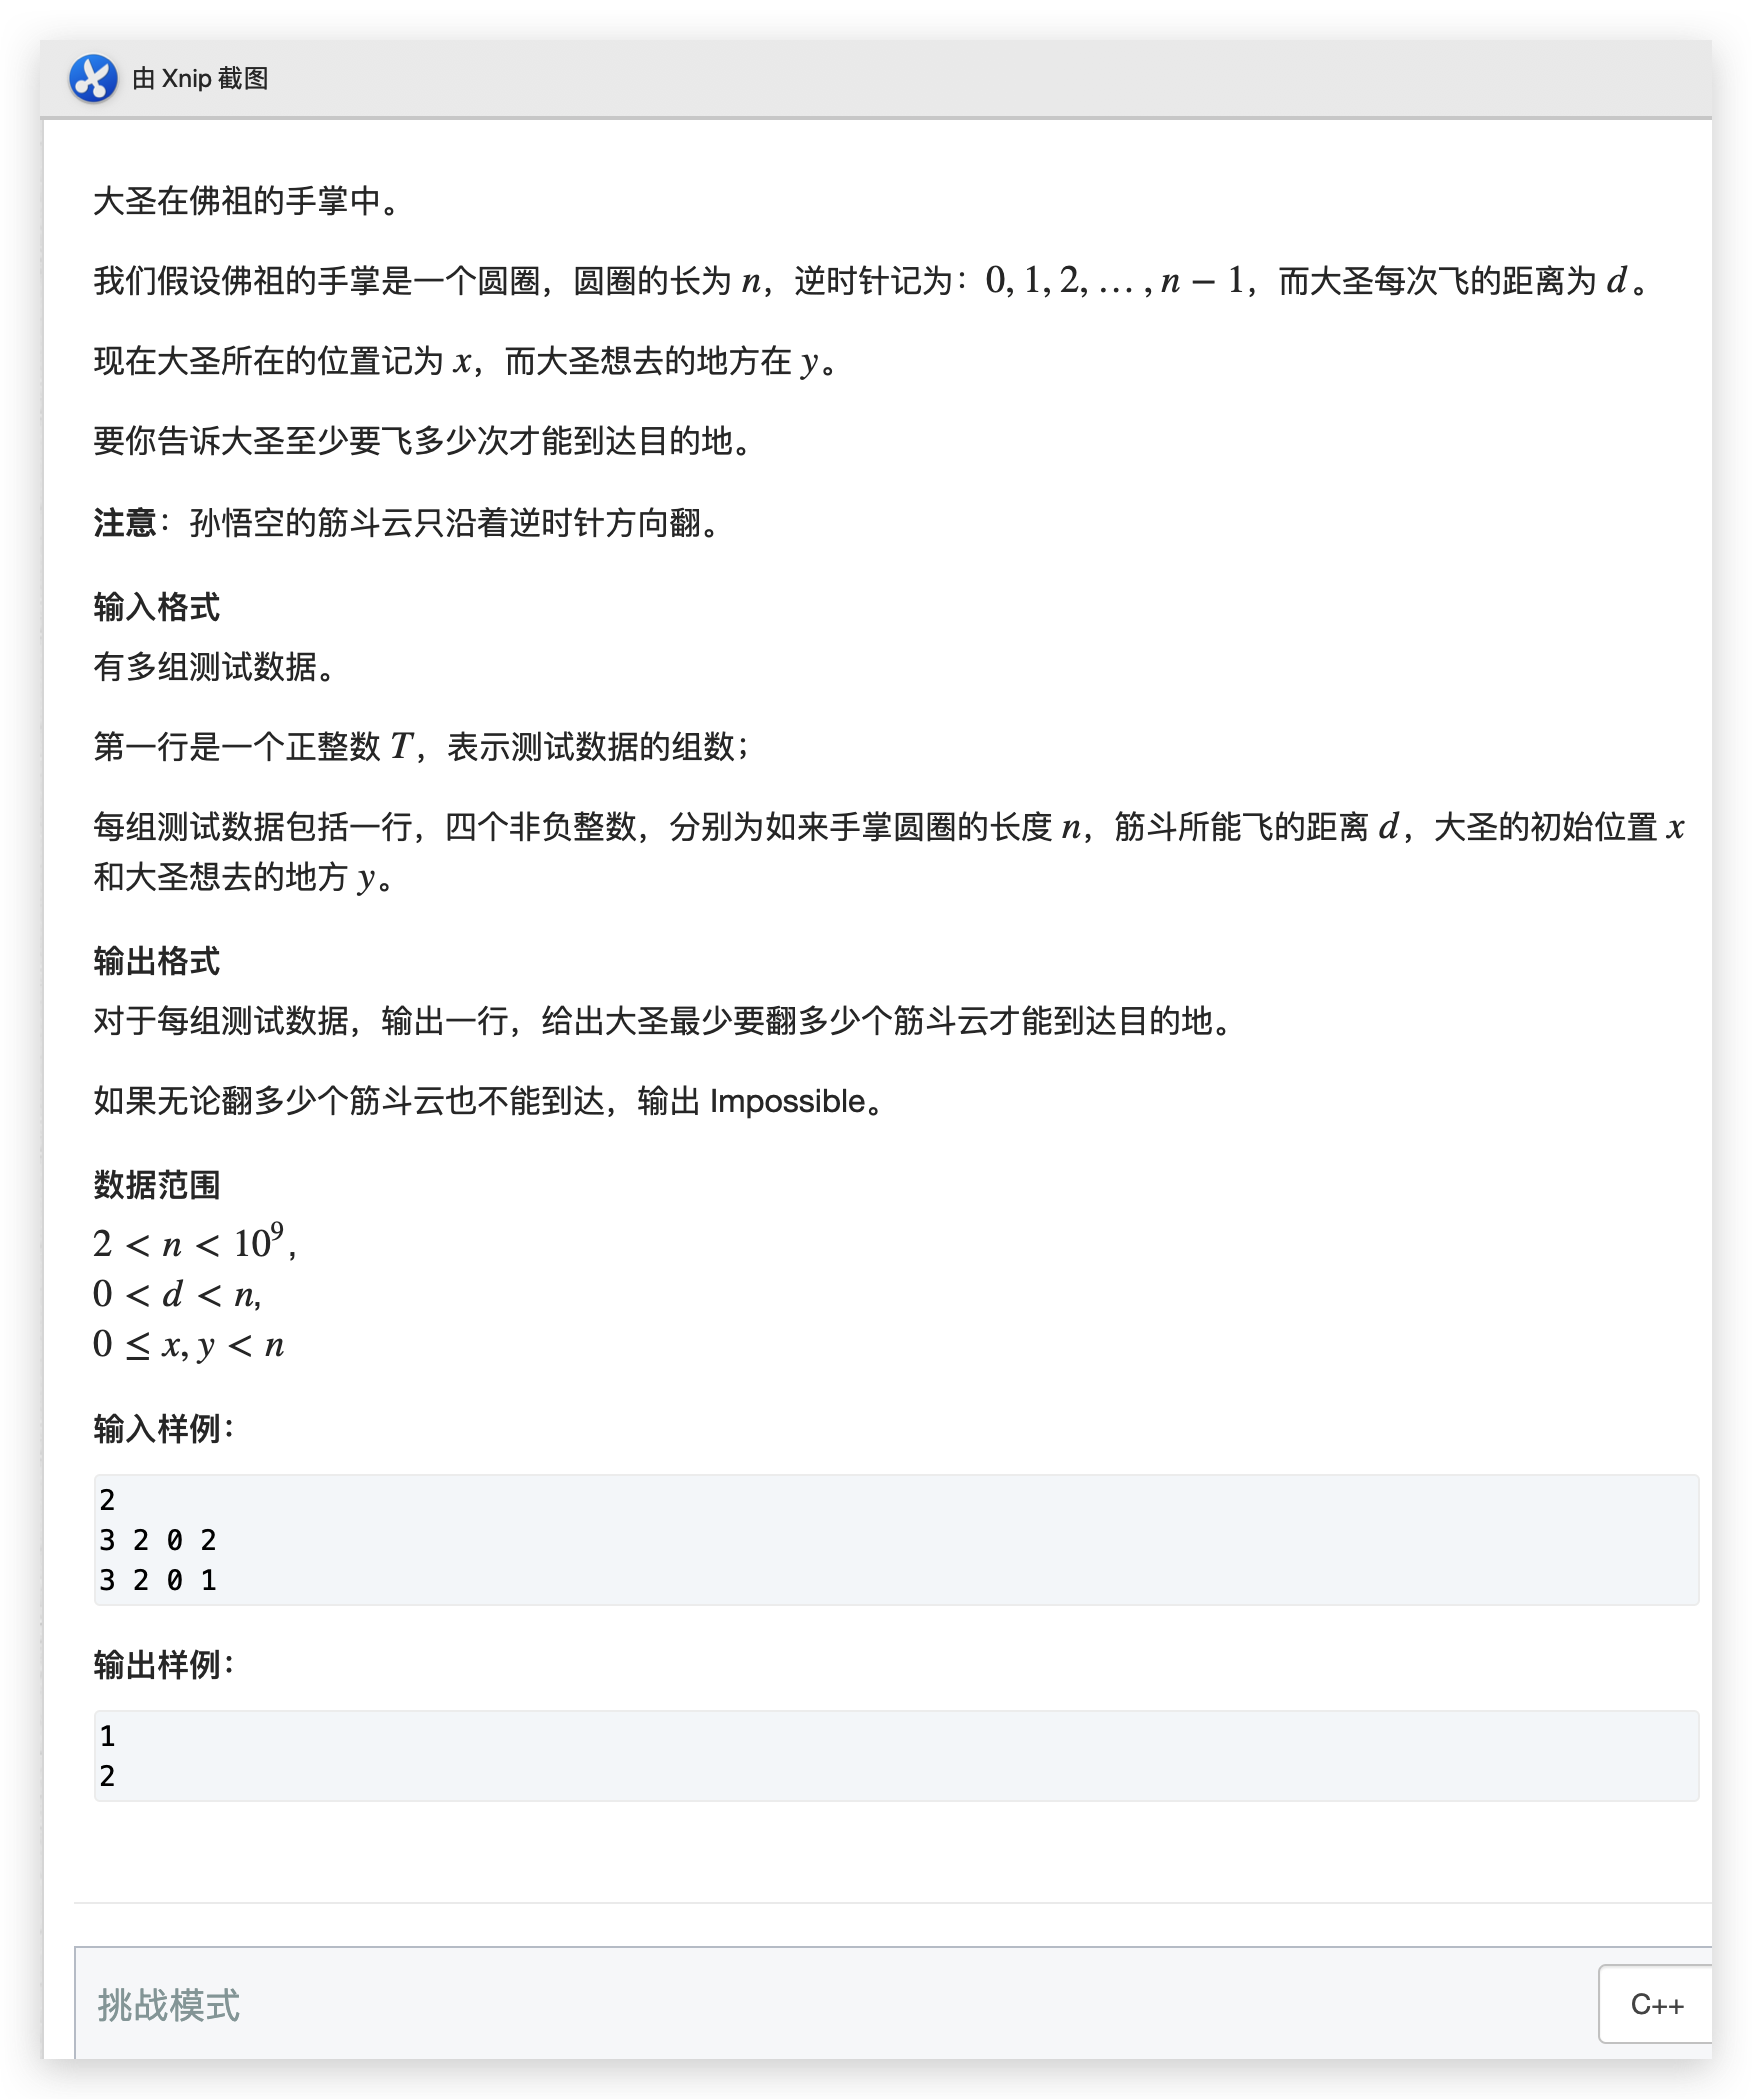 由 Xnip 截图
大圣在佛祖的手掌中。
我们假设佛祖的手掌是一个圆圈，圆圈的长为 n，逆时针记为：0, 1, 2, … , n − 1，而大圣每次飞的距离为 d。
现在大圣所在的位置记为 x，而大圣想去的地方在 y。
要你告诉大圣至少要飞多少次才能到达目的地。
注意：孙悟空的筋斗云只沿着逆时针方向翻。
输入格式
有多组测试数据。
第一行是一个正整数 T，表示测试数据的组数；
每组测试数据包括一行，四个非负整数，分别为如来手掌圆圈的长度 n，筋斗所能飞的距离 d，大圣的初始位置 x
和大圣想去的地方 y。
输出格式
对于每组测试数据，输出一行，给出大圣最少要翻多少个筋斗云才能到达目的地。
如果无论翻多少个筋斗云也不能到达，输出 Impossible。
数据范围
2 < n < 10⁹,
0 < d < n,
0 ≤ x, y < n
输入样例：
2
3 2 0 2
3 2 0 1
输出样例：
1
2
挑战模式
C++